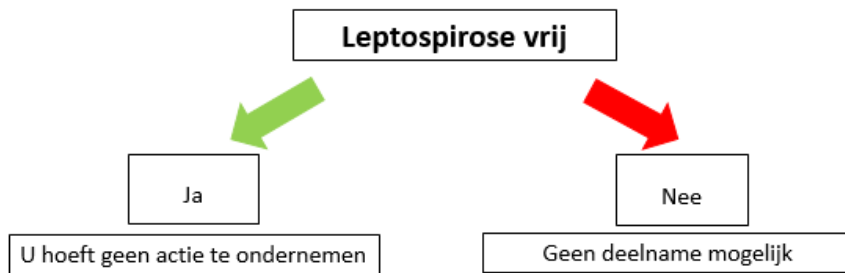 Leptospirose vrij
Ja
Nee
U hoeft geen actie te ondernemen
Geen deelname mogelijk